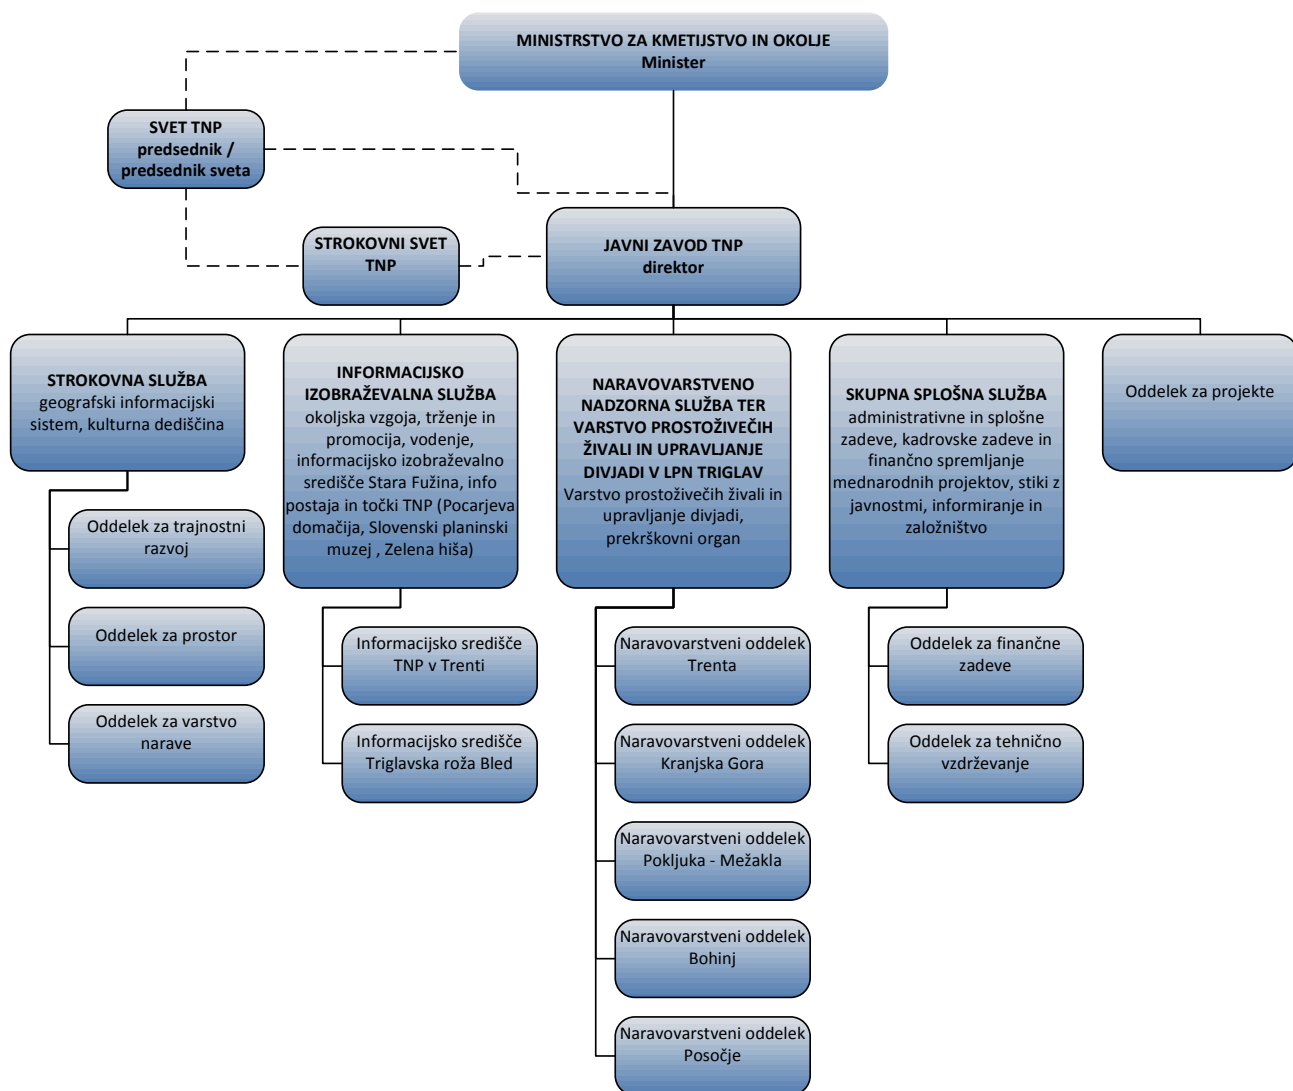 MINISTRSTVO ZA KMETIJSTVO IN OKOLJE
Minister
SVET TNP
predsednik /
predsednik sveta
STROKOVNI SVET
TNP
JAVNI ZAVOD TNP
direktor
STROKOVNA SLUŽBA
geografski informacijski
sistem, kulturna dediščina
Oddelek za trajnostni
razvoj
Oddelek za prostor
Oddelek za varstvo
narave
INFORMACIJSKO
IZOBRAŽEVALNA SLUŽBA
okoljska vzgoja, trženje in
promocija, vodenje,
informacijsko izobraževalno
središče Stara Fužina, info
postaja in točki TNP (Pocarjeva
domačija, Slovenski planinski
muzej , Zelena hiša)
Informacijsko središče
TNP v Trenti
Informacijsko središče
Triglavska roža Bled
NARAVOVARSTVENO
NADZORNA SLUŽBA TER
VARSTVO PROSTOŽIVEČIH
ŽIVALI IN UPRAVLJANJE
DIVJADI V LPN TRIGLAV
Varstvo prostoživečih živali in
upravljanje divjadi,
prekrškovni organ
Naravovarstveni oddelek
Trenta
Naravovarstveni oddelek
Kranjska Gora
Naravovarstveni oddelek
Pokljuka - Mežakla
Naravovarstveni oddelek
Bohinj
Naravovarstveni oddelek
Posočje
SKUPNA SPLOŠNA SLUŽBA
administrativne in splošne
zadeve, kadrovske zadeve in
finančno spremljanje
mednarodnih projektov, stiki z
javnostmi, informiranje in
založništvo
Oddelek za finančne
zadeve
Oddelek za tehnično
vzdrževanje
Oddelek za projekte